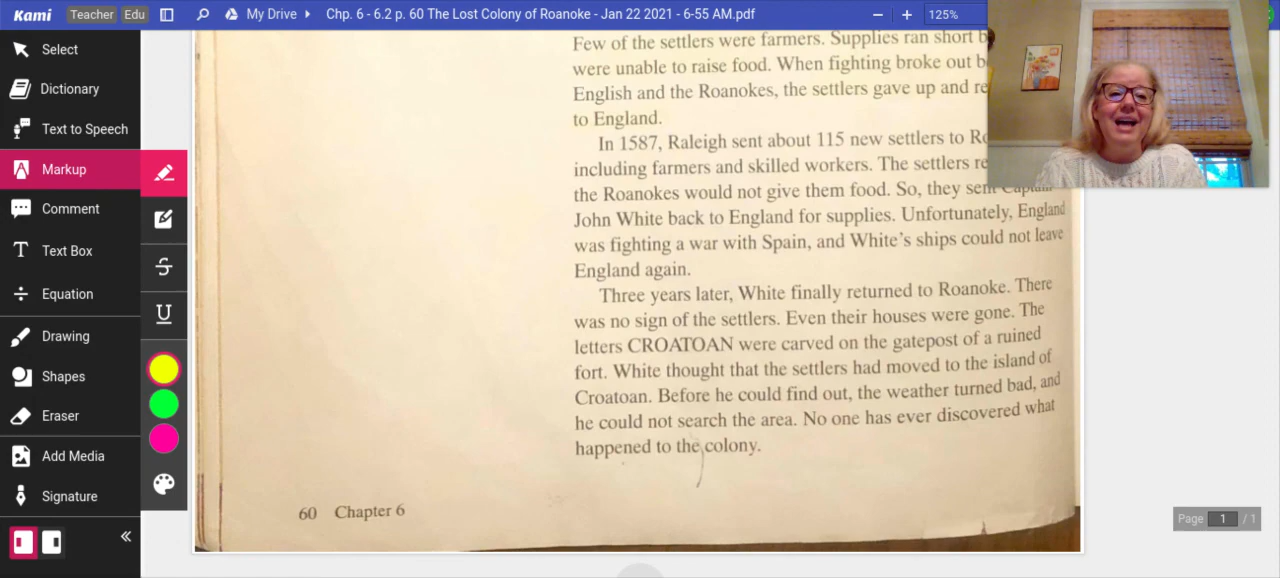 Kami
Teacher
Edu
My Drive
Chp. 6 - 6.2 p. 60 The Lost Colony of Roanoke - Jan 22 2021 - 6-55 AM.pdf
125%
Select
Dictionary
Text to Speech
Markup
Comment
Text Box
Equation
Drawing
Shapes
Eraser
Add Media
Signature
Few of the settlers were farmers. Supplies ran short
were unable to raise food. When fighting broke out
English and the Roanokes, the settlers gave up and
to England.
In 1587, Raleigh sent about 115 new settlers to
including farmers and skilled workers. The settlers
the Roanokes would not give them food. So, they sent Captain
John White back to England for supplies. Unfortunately, England
was fighting a war with Spain, and White's ships could not leave
England again.
Three years later, White finally returned to Roanoke. There
was no sign of the settlers. Even their houses were gone. The
letters CROATOAN were carved on the gatepost of a ruined
fort. White thought that the settlers had moved to the island of
Croatoan. Before he could find out, the weather turned bad, and
he could not search the area. No one has ever discovered what
happened to the colony.
60 Chapter 6
Page 1 / 1